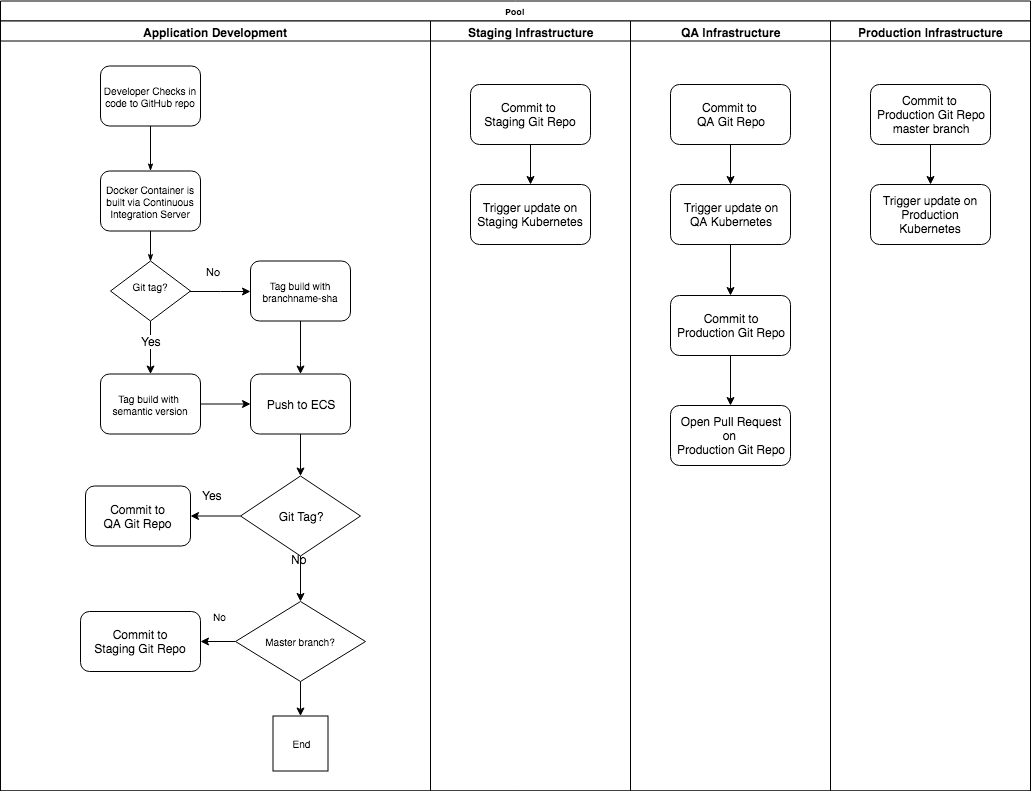 Pool
Application Development
Staging Infrastructure
QA Infrastructure
Production Infrastructure
Developer Checks in
code to GitHub repo
Docker Container is
built via Continuous
Integration Server
Git tag?
No
Tag build with
branchname-sha
Yes
Tag build with
semantic version
Push to ECS
Git Tag?
Yes
Commit to
QA Git Repo
No
Master branch?
No
Commit to
Staging Git Repo
End
Commit to
Staging Git Repo
Trigger update on
Staging Kubernetes
Commit to
QA Git Repo
Trigger update on
QA Kubernetes
Commit to
Production Git Repo
Open Pull Request
on
Production Git Repo
Commit to
Production Git Repo
master branch
Trigger update on
Production
Kubernetes